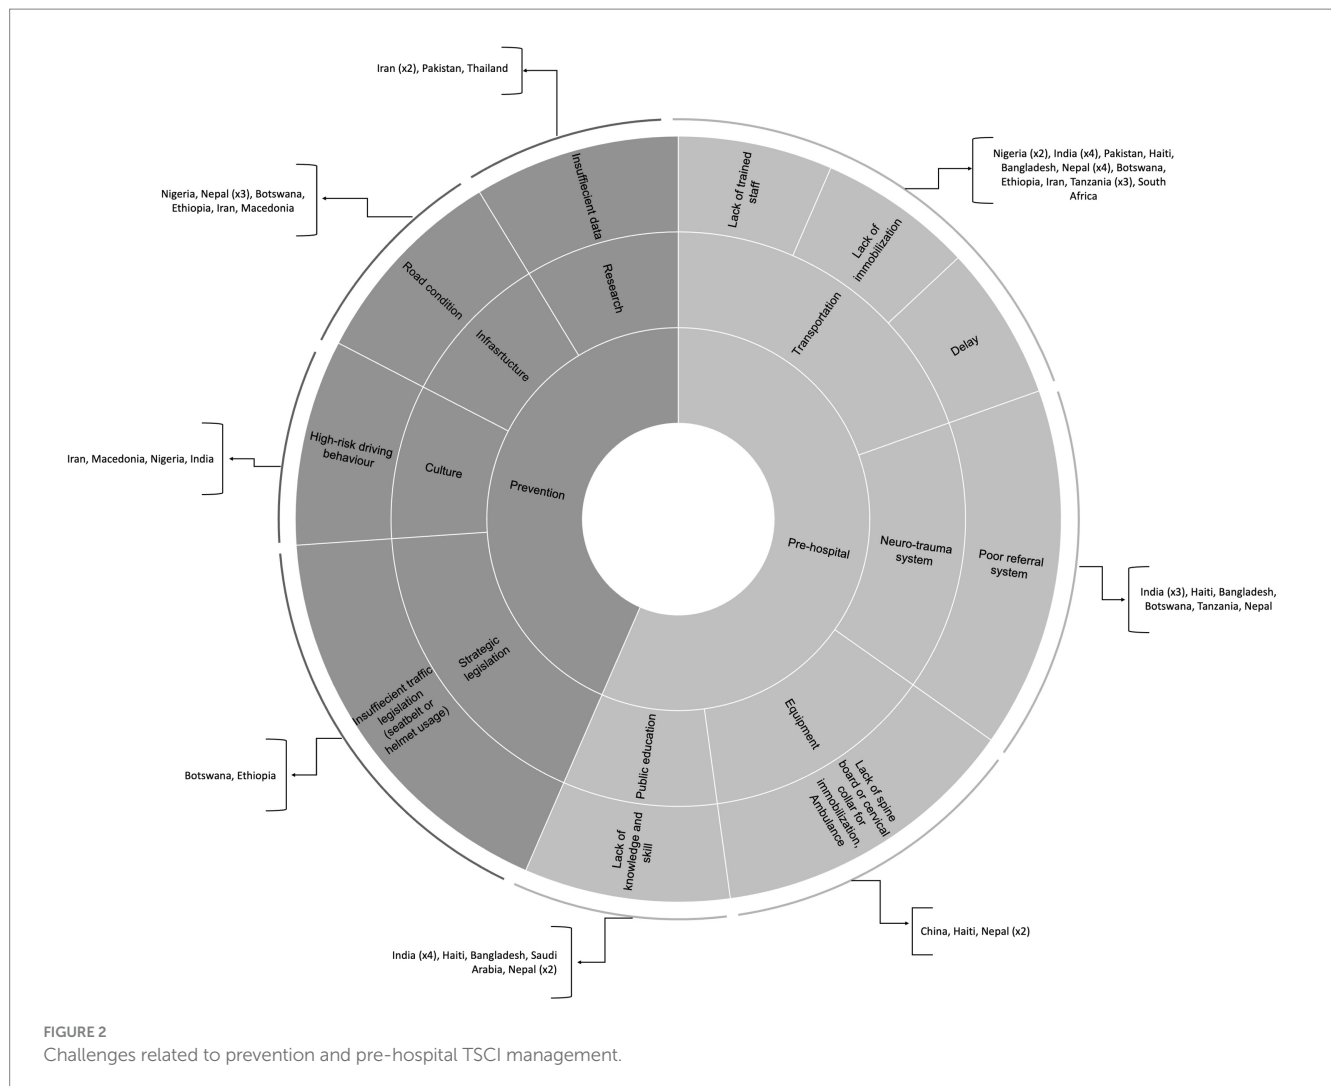 Iran (x2), Pakistan, Thailand
Nigeria (x2), India (x4), Pakistan, Haiti,
Bangladesh, Nepal (x4), Botswana,
Ethiopia, Iran, Tanzania (x3), South
Africa
Nigeria, Nepal (x3), Botswana,
Ethiopia, Iran, Macedonia
Insuffiecient data
Lack of trained
staff
Lack of
immobilization
Road condition
Research
Transportation
Delay
Infrasrtucture
High-risk driving
behaviour
Culture
Prevention
Iran, Macedonia, Nigeria, India
Pre-hospital
Neuro-trauma
system
Poor referral
system
India (x3), Haiti, Bangladesh,
Botswana, Tanzania, Nepal
Strategic
legislation
Insuffiecient traffic
legislation
(seatbelt or
helmet usage)
Public education
Equipment
Botswana, Ethiopia
Lack of
knowledge and
skill
Lack of spine
board or cervical
collar for
immobilization,
Ambulance
China, Haiti, Nepal (x2)
India (x4), Haiti, Bangladesh, Saudi
Arabia, Nepal (x2)
FIGURE 2
Challenges related to prevention and pre-hospital TSCI management.